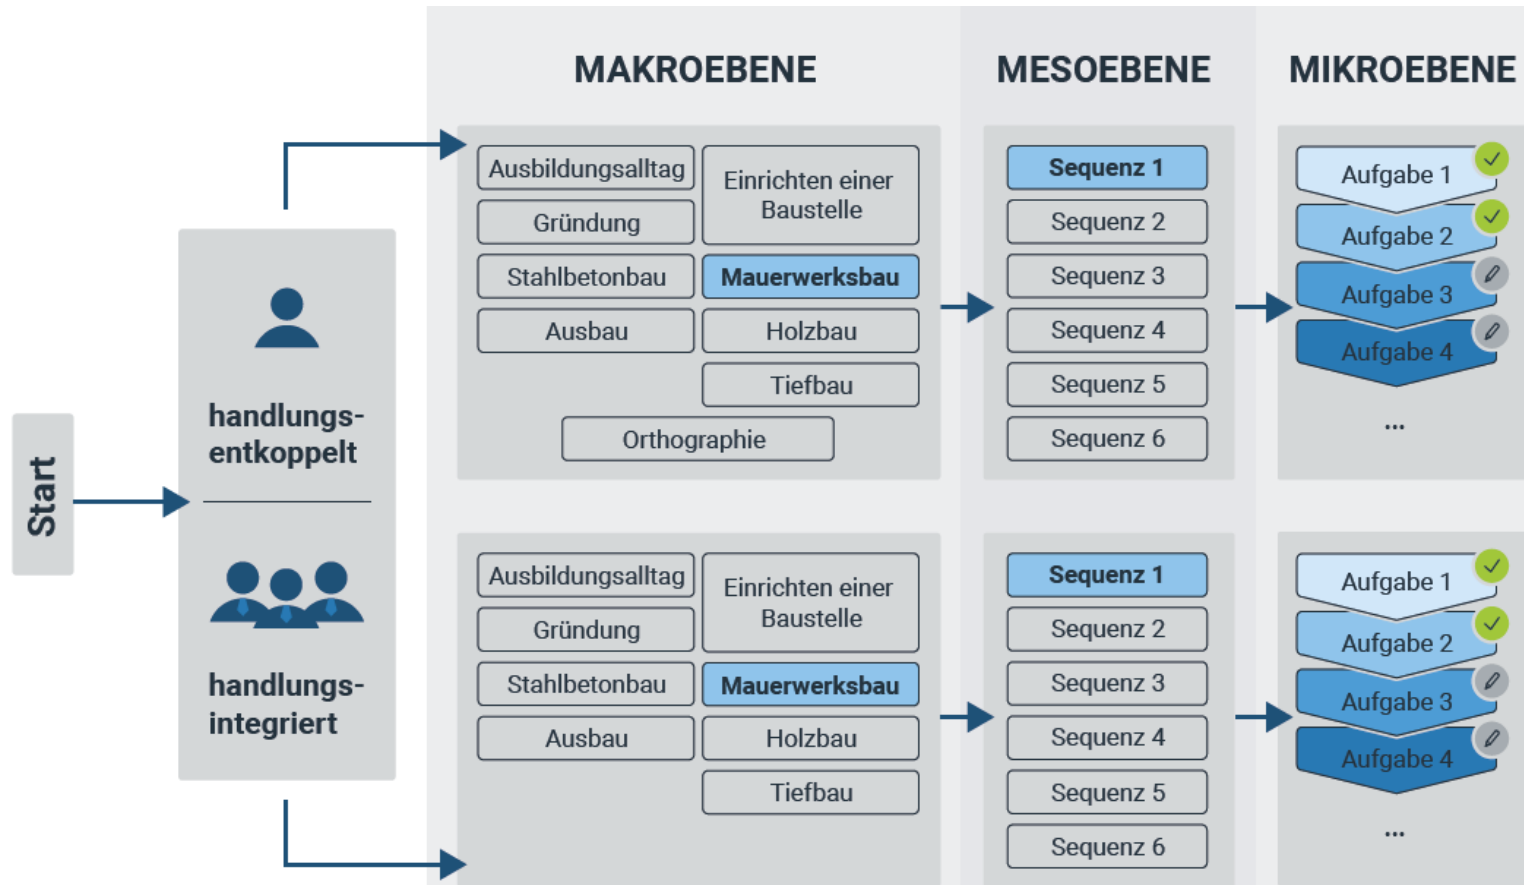 MAKROEBENE
MESOEBENE
MIKROEBENE
Start
handlungs-
entkoppelt
handlungs-
integriert
Ausbildungsalltag
Gründung
Stahlbetonbau
Ausbau
Einrichten einer
Baustelle
Mauerwerksbau
Holzbau
Tiefbau
Orthographie
Sequenz 1
Sequenz 2
Sequenz 3
Sequenz 4
Sequenz 5
Sequenz 6
Aufgabe 1
Aufgabe 2
Aufgabe 3
Aufgabe 4
...
Ausbildungsalltag
Gründung
Stahlbetonbau
Ausbau
Einrichten einer
Baustelle
Mauerwerksbau
Holzbau
Tiefbau
Sequenz 1
Sequenz 2
Sequenz 3
Sequenz 4
Sequenz 5
Sequenz 6
Aufgabe 1
Aufgabe 2
Aufgabe 3
Aufgabe 4
...